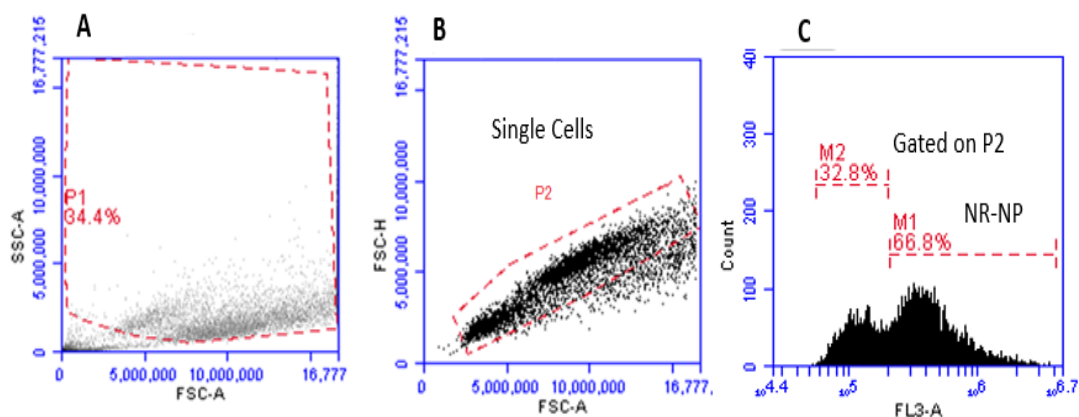 A
SSC-A
16,777,215
10,000,000
5,000,000
0
P1
34.4%
0
5,000,000
10,000,000
16,777
FSC-A
B
FSC-H
16,777,215
10,000,000
5,000,000
0
Single Cells
P2
0
5,000,000
10,000,000
16,777,
FSC-A
C
Count
400
300
200
100
0
M2
32.8%
Gated on P2
M1
66.8%
NR-NP
10^4.4
10^5
10^6
10^6.7
FL3-A